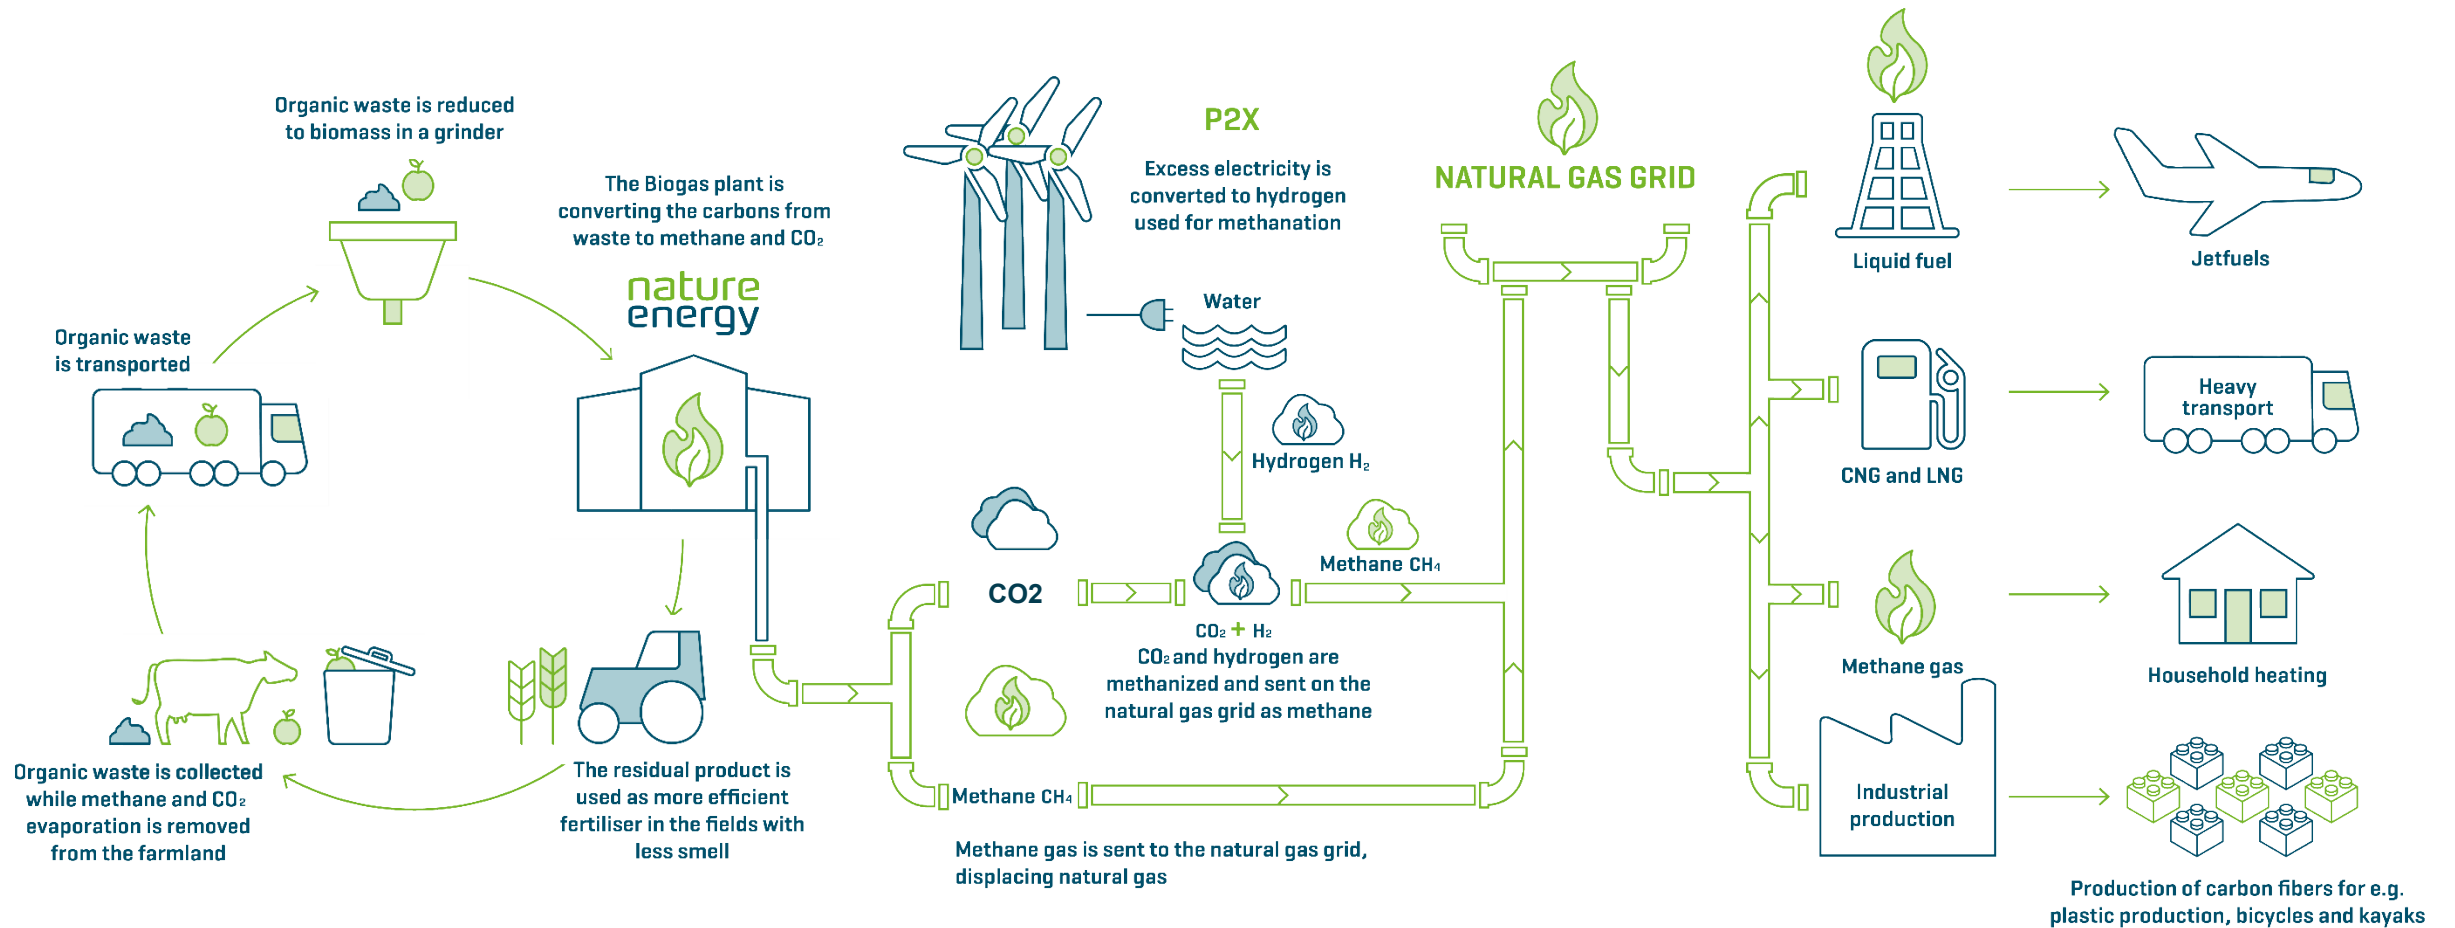 Organic waste is reduced
to biomass in a grinder
Organic waste
is transported
Organic waste is collected
while methane and CO₂
evaporation is removed
from the farmland
The Biogas plant is
converting the carbons from
waste to methane and CO₂
nature
energy
The residual product is
used as more efficient
fertiliser in the fields with
less smell
P2X
Excess electricity is
converted to hydrogen
used for methanation
Water
Hydrogen H₂
CO2
Methane CH₄
CO₂ + H₂
CO₂ and hydrogen are
methanized and sent on the
natural gas grid as methane
Methane CH₄
Methane gas is sent to the natural gas grid,
displacing natural gas
NATURAL GAS GRID
Liquid fuel
Jetfuels
CNG and LNG
Heavy
transport
Methane gas
Household heating
Industrial
production
Production of carbon fibers for e.g.
plastic production, bicycles and kayaks